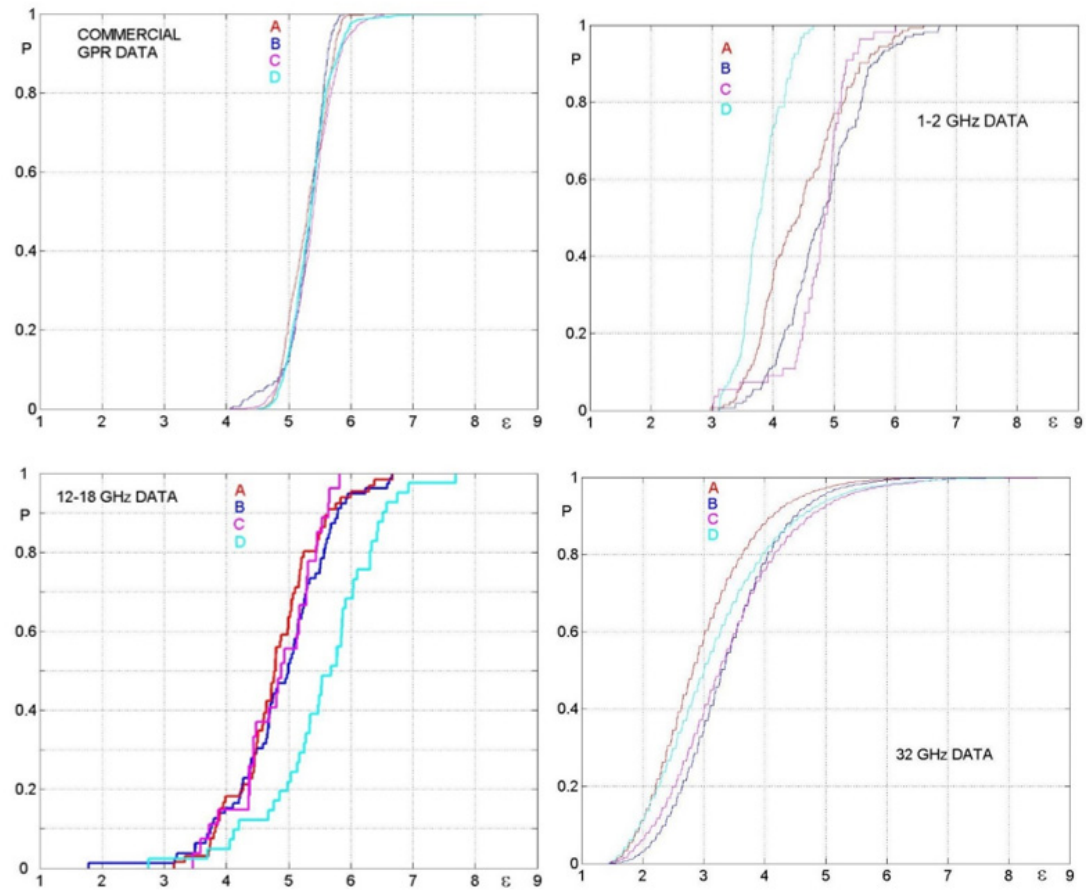 1
P
COMMERCIAL
GPR DATA
A
B
C
D
0.8
0.6
0.4
0.2
0
1 2 3 4 5 6 7 8 ε 9
1
P
A
B
C
D
0.8
1-2 GHz DATA
0.6
0.4
0.2
0
1 2 3 4 5 6 7 8 ε 9
1
P
12-18 GHz DATA
A
B
C
D
0.8
0.6
0.4
0.2
0
1 2 3 4 5 6 7 8 ε 9
1
P
A
B
C
D
0.8
0.6
0.4
32 GHz DATA
0.2
0
1 2 3 4 5 6 7 8 ε 9